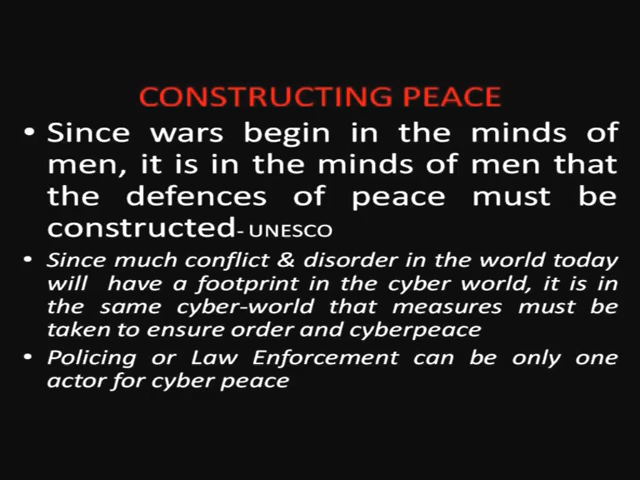 CONSTRUCTING PEACE
• Since wars begin in the minds of
men, it is in the minds of men that
the defences of peace must be
constructed- UNESCO
• Since much conflict & disorder in the world today
will have a footprint in the cyber world, it is in
the same cyber-world that measures must be
taken to ensure order and cyberpeace
• Policing or Law Enforcement can be only one
actor for cyber peace